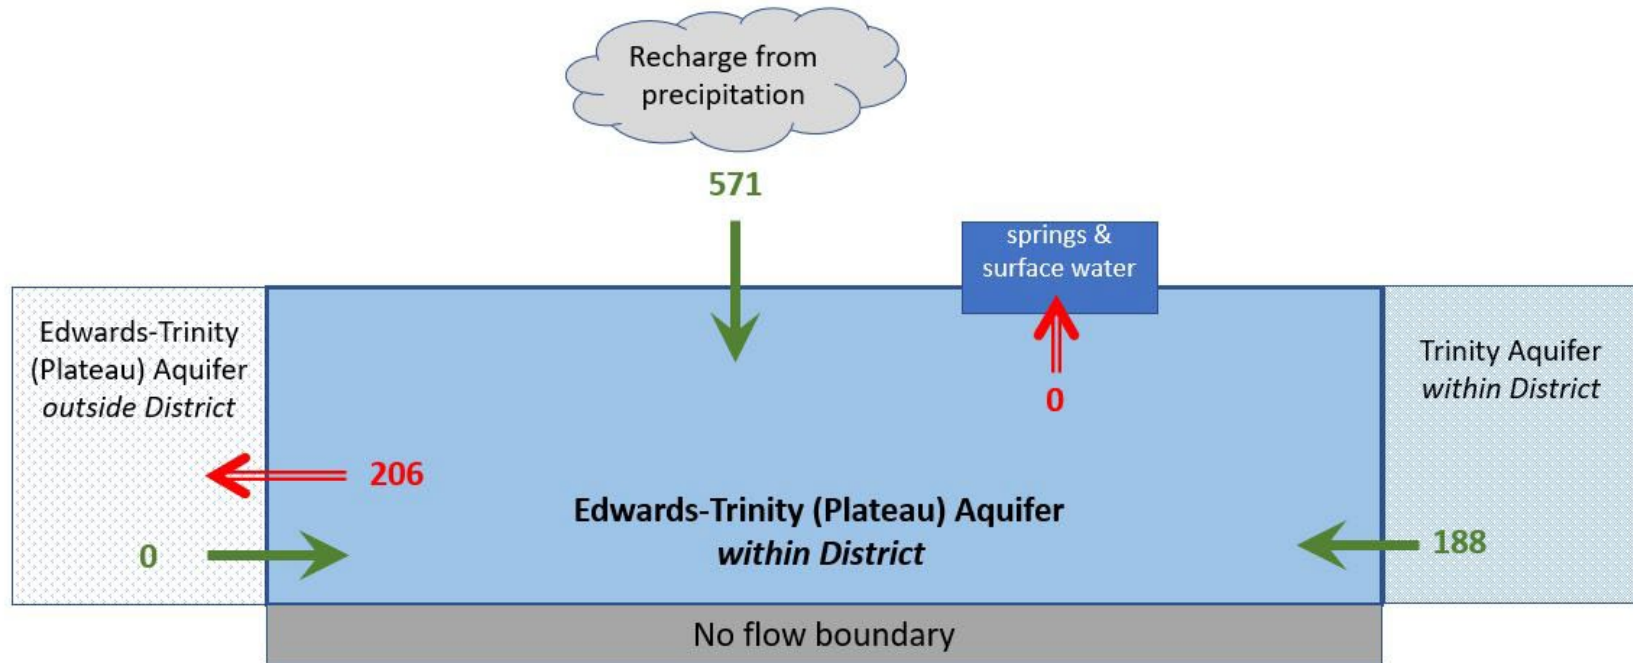 Recharge from
precipitation
571
springs &
surface water
0
Edwards-Trinity
(Plateau) Aquifer
outside District
Trinity Aquifer
within District
206
Edwards-Trinity (Plateau) Aquifer
within District
0
188
No flow boundary